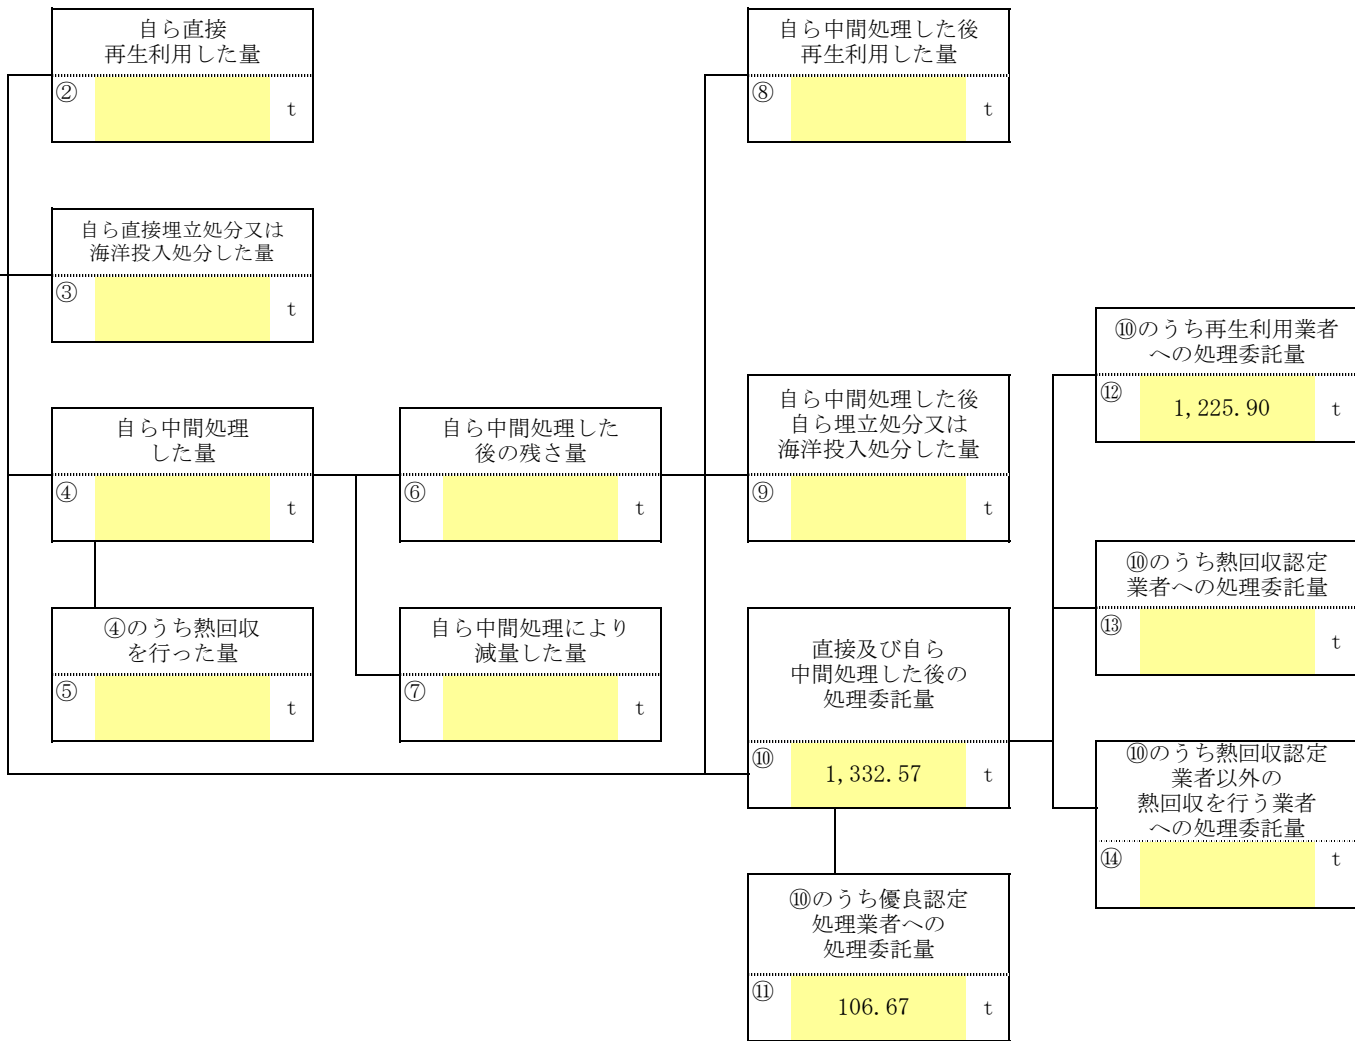 自ら直接
再生利用した量
②
t
自ら直接埋立処分又は
海洋投入処分した量
③
t
自ら中間処理
した量
④
t
④のうち熱回収
を行った量
⑤
t
自ら中間処理した
後の残さ量
⑥
t
自ら中間処理により
減量した量
⑦
t
自ら中間処理した後
再生利用した量
⑧
t
自ら中間処理した後
自ら埋立処分又は
海洋投入処分した量
⑨
t
直接及び自ら
中間処理した後の
処理委託量
⑩ 1,332.57 t
⑩のうち優良認定
処理業者への
処理委託量
⑪ 106.67 t
⑩のうち再生利用業者
への処理委託量
⑫ 1,225.90 t
⑩のうち熱回収認定
業者への処理委託量
⑬
t
⑩のうち熱回収認定
業者以外の
熱回収を行う業者
への処理委託量
⑭
t